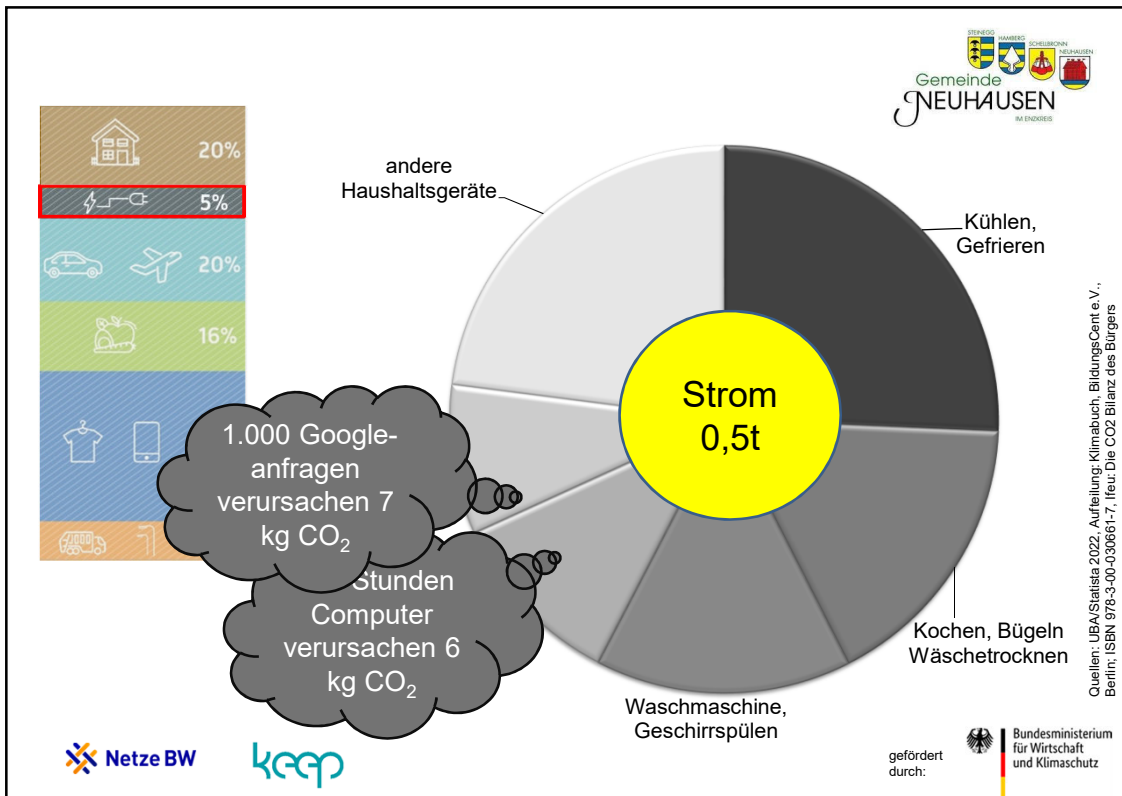 STEINEGG
HAMBERG
SCHELLBRONN
NEUHAUSEN
Gemeinde
NEUHAUSEN
IM ENZKREIS
20%
5%
20%
16%
andere
Haushaltsgeräte
Kühlen,
Gefrieren
Strom
0,5t
1.000 Google-
anfragen
verursachen 7
kg CO₂
Stunden
Computer
verursachen 6
kg CO₂
Kochen, Bügeln
Wäschetrocknen
Waschmaschine,
Geschirrspülen
Quellen: UBA/Statista 2022, Aufteilung: Klimabuch, BildungsCent e.V.,
Berlin; ISBN 978-3-00-030661-7, Ifeu: Die CO2 Bilanz des Bürgers
Netze BW
keep
gefördert
durch:
Bundesministerium
für Wirtschaft
und Klimaschutz